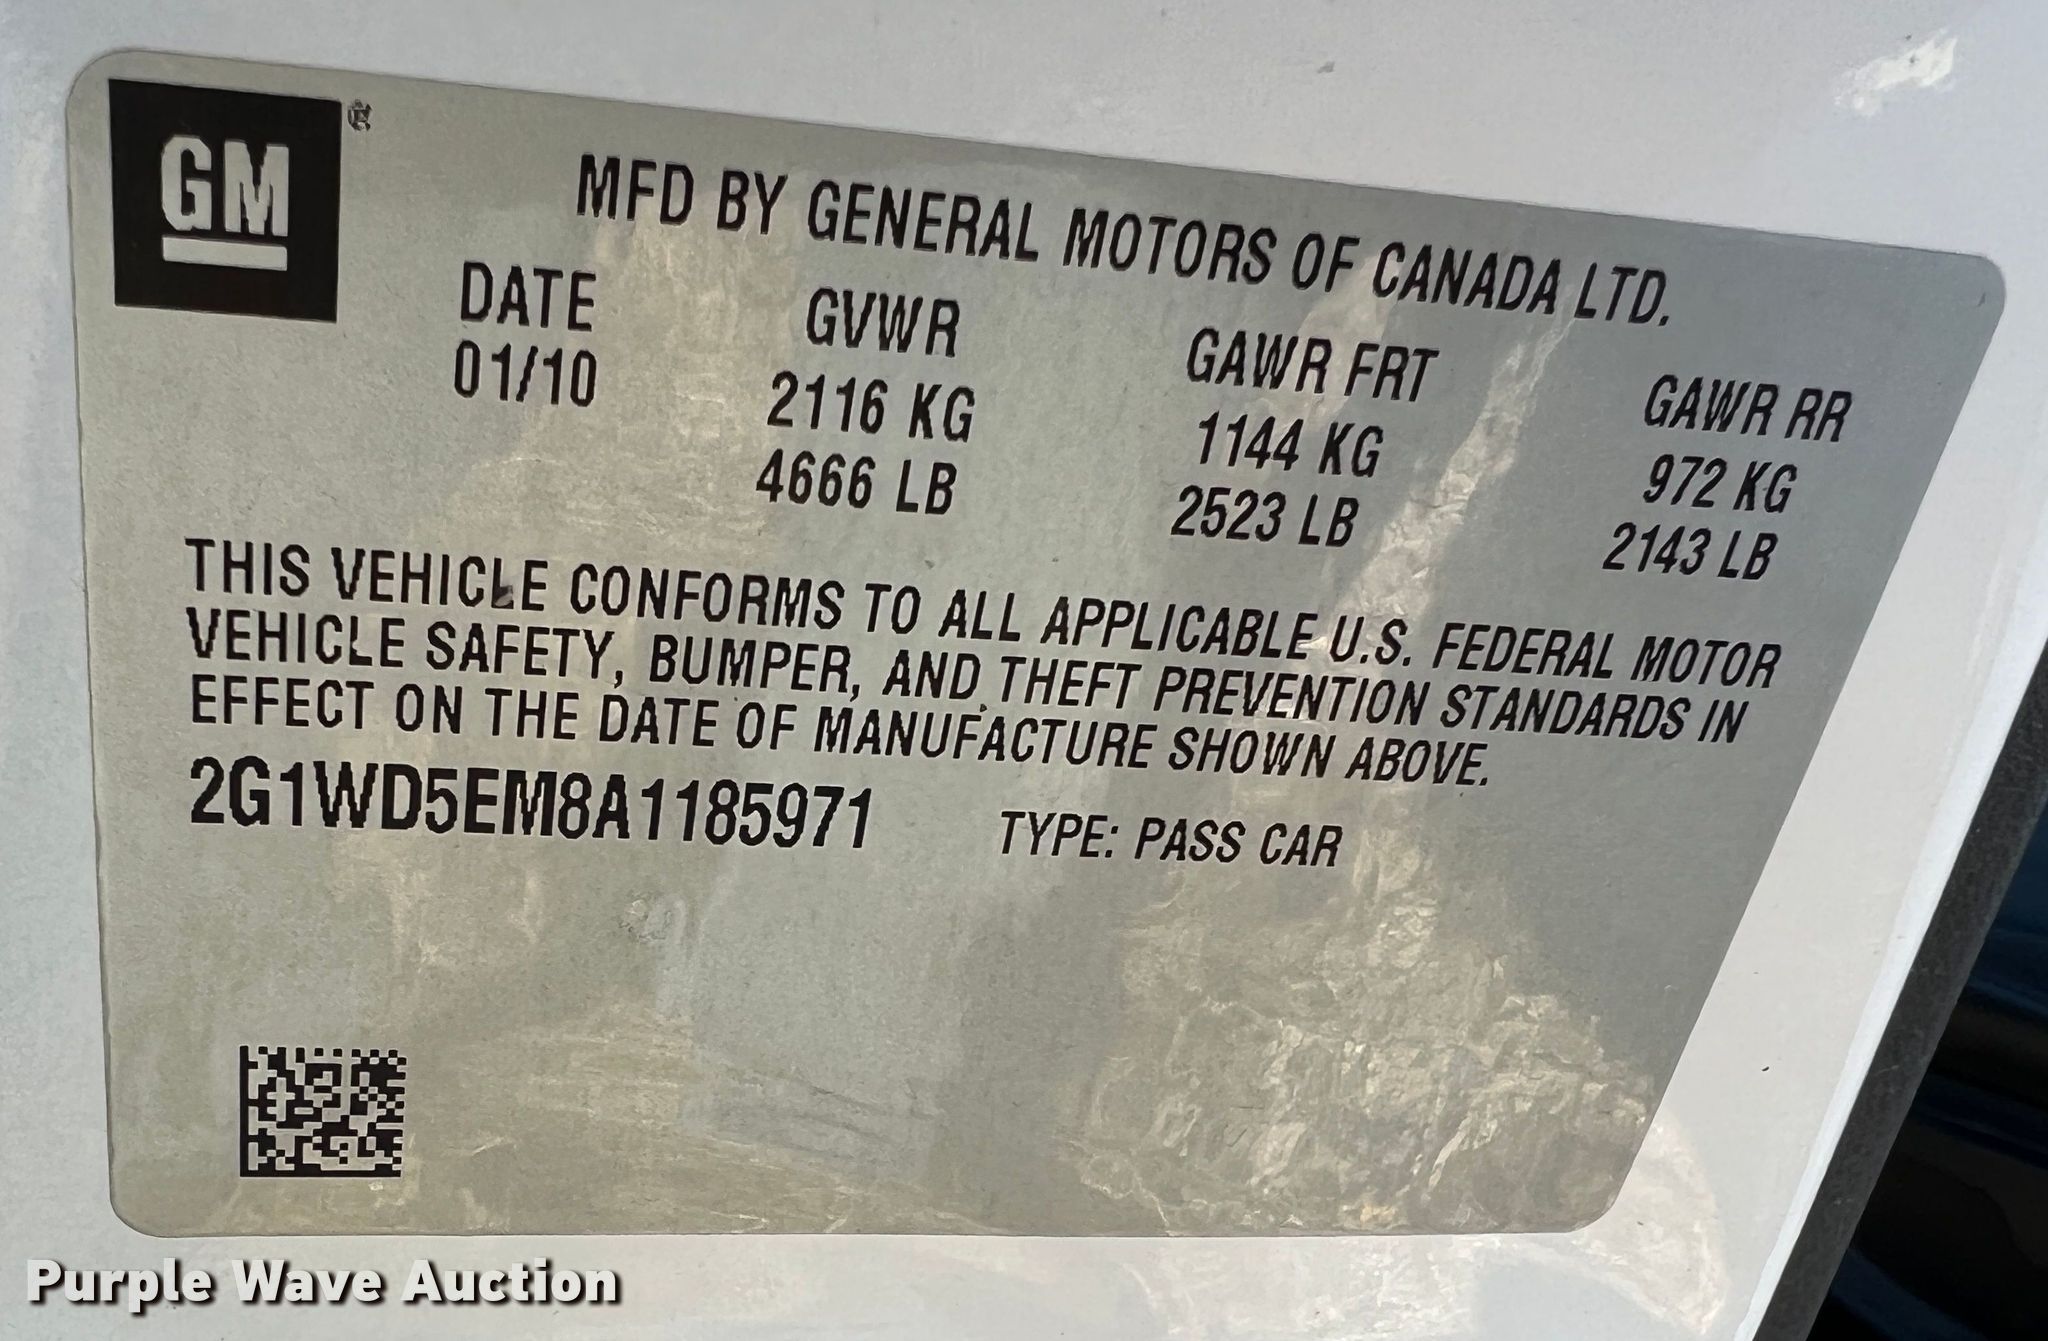 GM
MFD BY GENERAL MOTORS OF CANADA LTD.
DATE GVWR GAWR FRT GAWR RR
01/10 2116 KG 1144 KG 972 KG
4666 LB 2523 LB 2143 LB
THIS VEHICLE CONFORMS TO ALL APPLICABLE U.S. FEDERAL MOTOR
VEHICLE SAFETY, BUMPER, AND THEFT PREVENTION STANDARDS IN
EFFECT ON THE DATE OF MANUFACTURE SHOWN ABOVE.
2G1WD5EM8A1185971 TYPE: PASS CAR
Purple Wave Auction